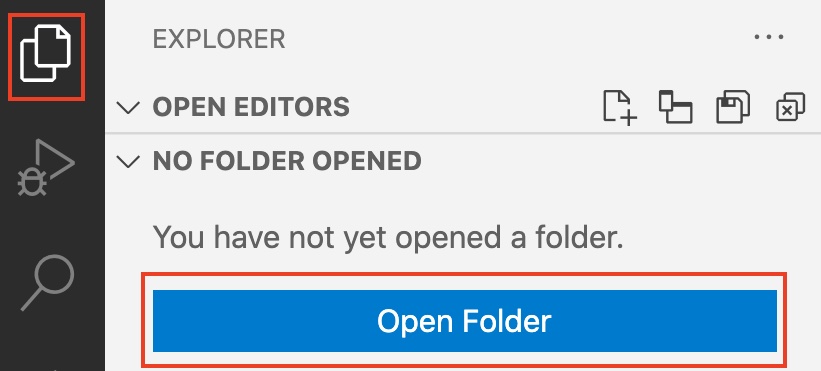 EXPLORER
OPEN EDITORS
NO FOLDER OPENED
You have not yet opened a folder.
Open Folder